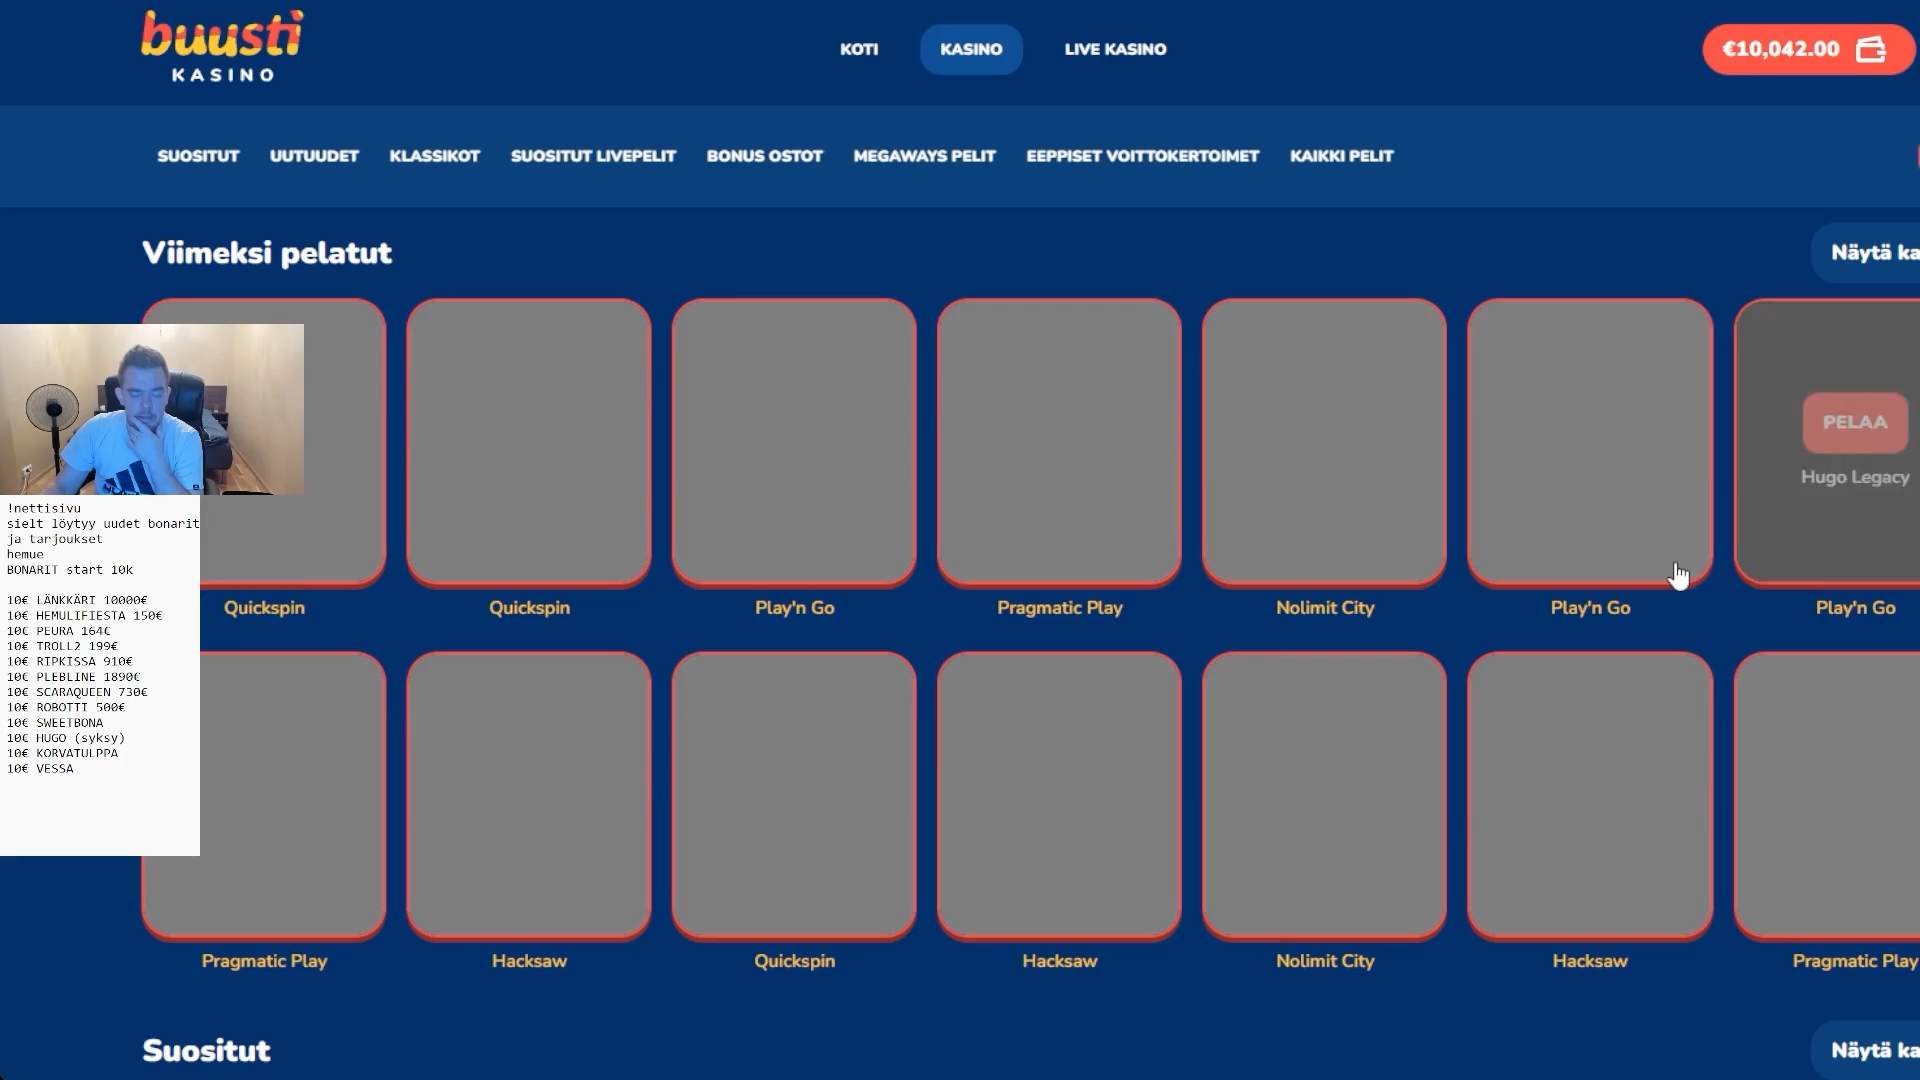 buusti
KASINO
KOTI
KASINO
LIVE KASINO
€10,042.00
SUOSITUT
UUTUUDET
KLASSIKOT
SUOSITUT LIVEPELIT
BONUS OSTOT
MEGAWAYS PELIT
EEPPISET VOITTOKERTOIMET
KAIKKI PELIT
Viimeksi pelatut
Näytä ka
PELAA
Hugo Legacy
!nettisivu
sielt löytyy uudet bonarit
ja tarjoukset
hemue
BONARIT start 10k
10€ LÄNKKÄRI 10000€
10€ HEMULIFIESTA 150€
10€ PEURA 164€
10€ TROLL2 199€
10€ RIPKISSA 910€
10€ PLEBLINE 1890€
10€ SCARAQUEEN 730€
10€ ROBOTTI 500€
10€ SWEETBONA
10€ HUGO (syksy)
10€ KORVATULPPA
10€ VESSA
Quickspin
Quickspin
Play'n Go
Pragmatic Play
Nolimit City
Play'n Go
Play'n Go
Pragmatic Play
Hacksaw
Quickspin
Hacksaw
Nolimit City
Hacksaw
Pragmatic Play
Suositut
Näytä ka